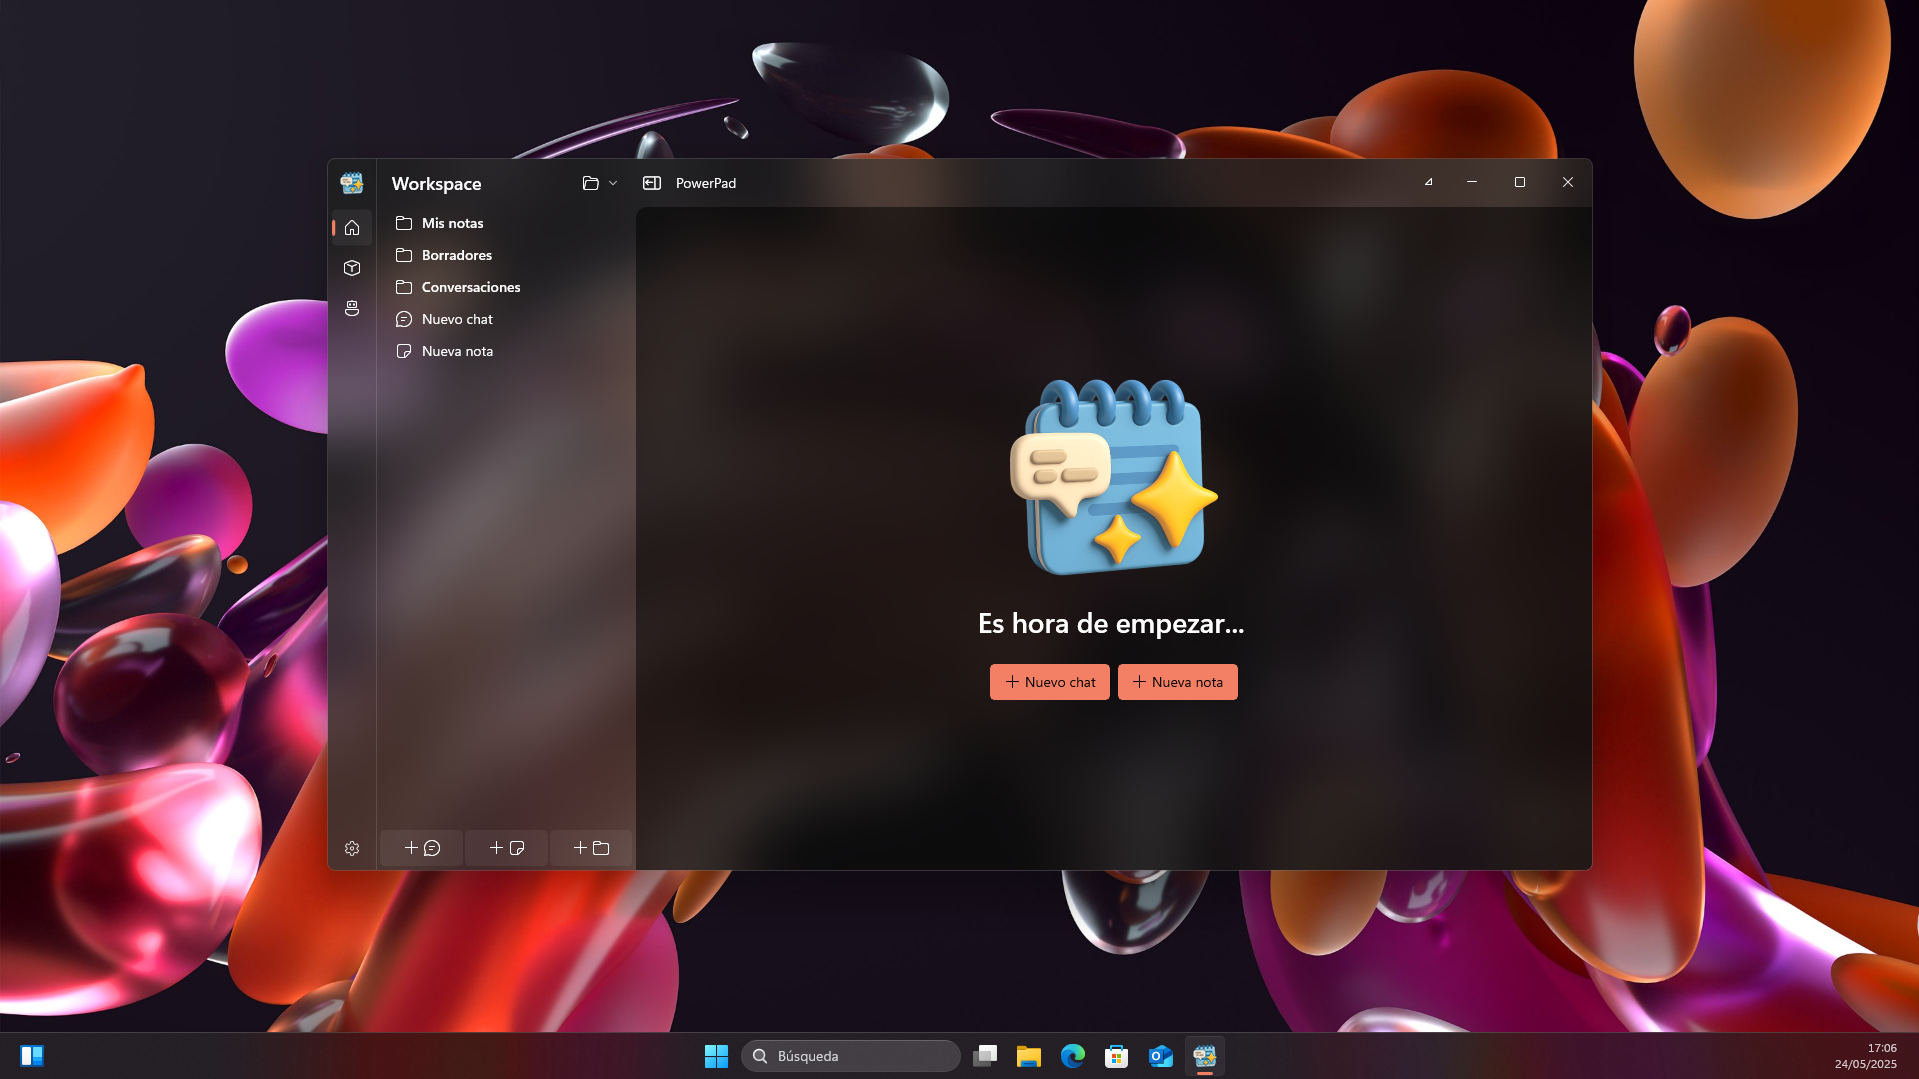 Workspace
PowerPad
Mis notas
Borradores
Conversaciones
Nuevo chat
Nueva nota
Es hora de empezar...
Nuevo chat
Nueva nota
Búsqueda
17:06
24/05/2025